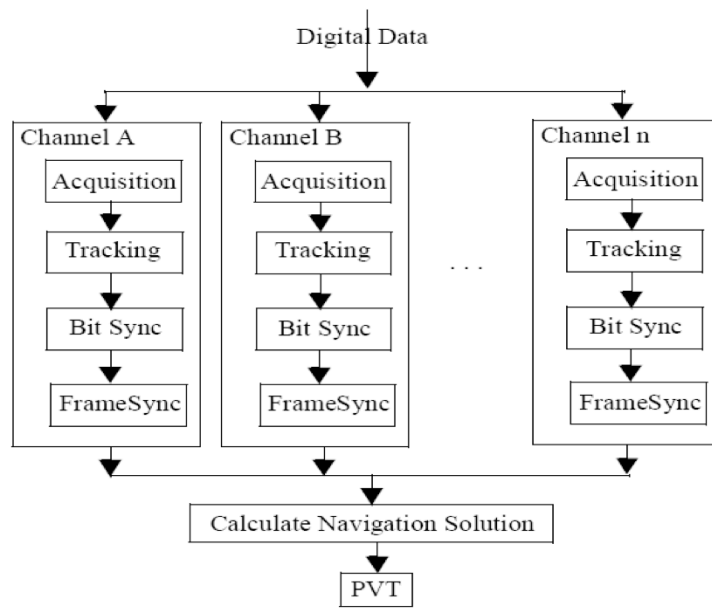 Digital Data
Channel A
Acquisition
Tracking
Bit Sync
FrameSync
Channel B
Acquisition
Tracking
Bit Sync
FrameSync
. . .
Channel n
Acquisition
Tracking
Bit Sync
FrameSync
Calculate Navigation Solution
PVT